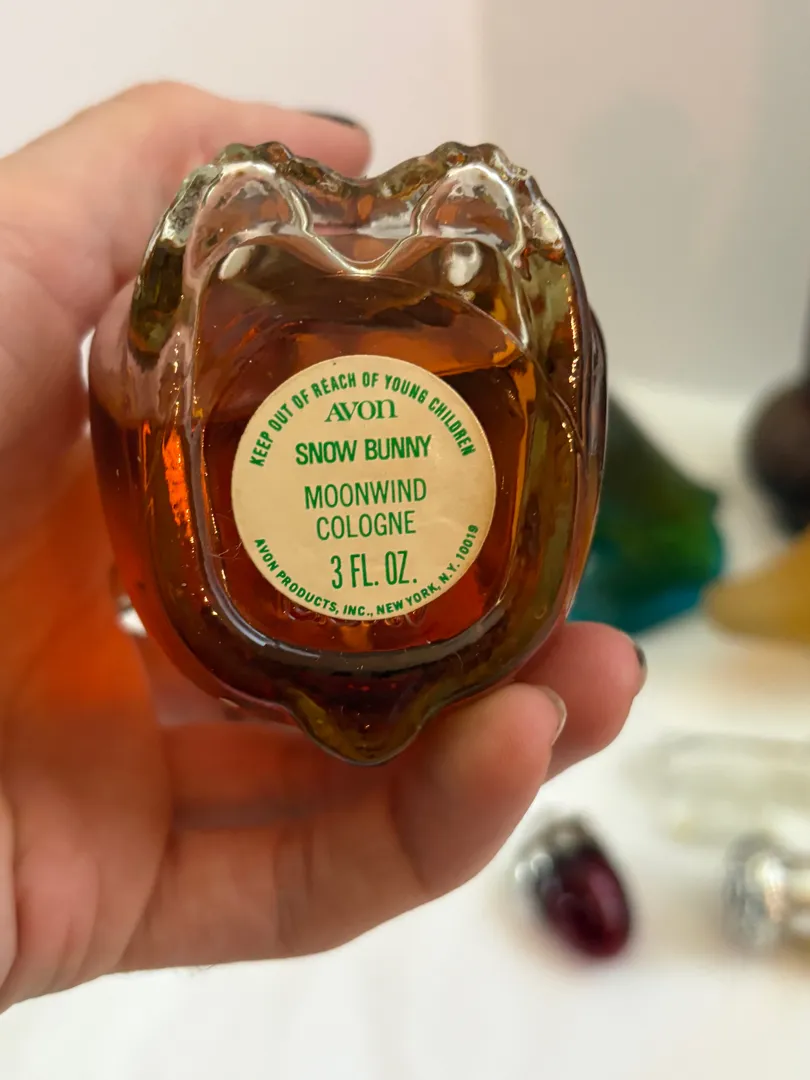 KEEP OUT OF REACH OF YOUNG CHILDREN
AVON
SNOW BUNNY
MOONWIND
COLOGNE
3 FL. OZ.
AVON PRODUCTS, INC., NEW YORK, N.Y. 10019